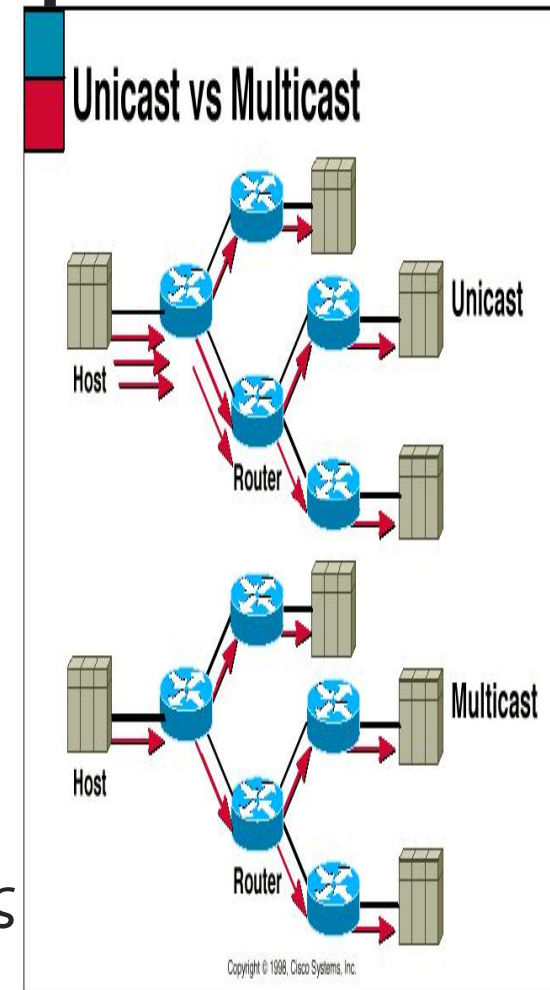 Unicast vs Multicast
Unicast
Host
Router
Multicast
Host
Router
s
Copyright © 1998, Cisco Systems, Inc.